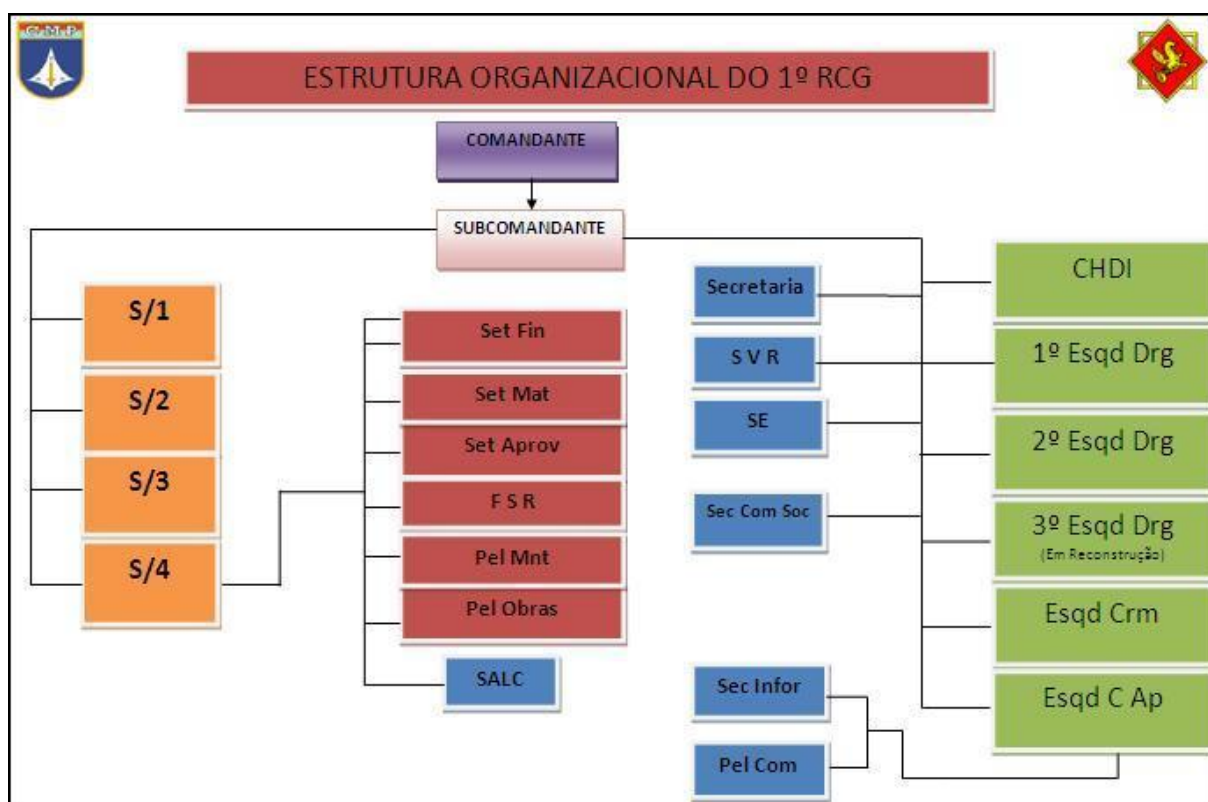 C M P
ESTRUTURA ORGANIZACIONAL DO 1º RCG
COMANDANTE
SUBCOMANDANTE
S/1
S/2
S/3
S/4
Set Fin
Set Mat
Set Aprov
F S R
Pel Mnt
Pel Obras
SALC
Secretaria
S V R
SE
Sec Com Soc
Sec Infor
Pel Com
CHDI
1º Esqd Drg
2º Esqd Drg
3º Esqd Drg
(Em Reconstrução)
Esqd Crm
Esqd C Ap